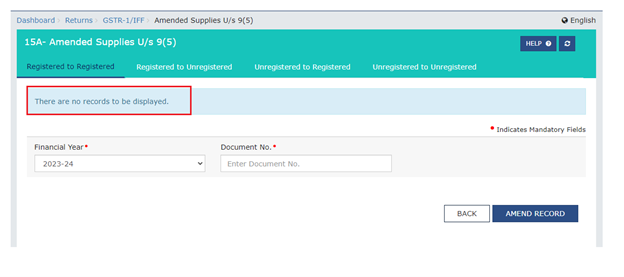 Dashboard › Returns › GSTR-1/IFF › Amended Supplies U/s 9(5) English
15A- Amended Supplies U/s 9(5) HELP
Registered to Registered Registered to Unregistered Unregistered to Registered Unregistered to Unregistered
There are no records to be displayed.
• Indicates Mandatory Fields
Financial Year• Document No.•
2023-24 Enter Document No.
BACK AMEND RECORD